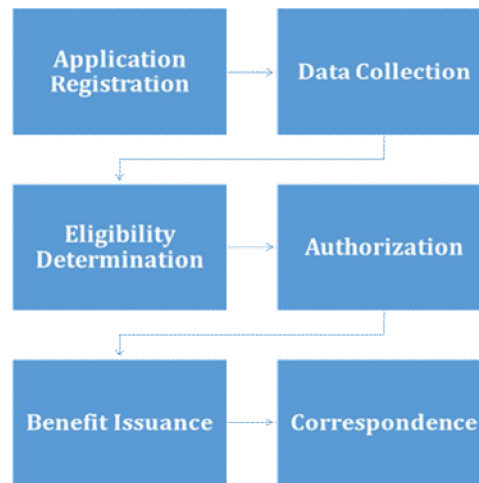 Application
Registration
Data Collection
Eligibility
Determination
Authorization
Benefit Issuance
Correspondence